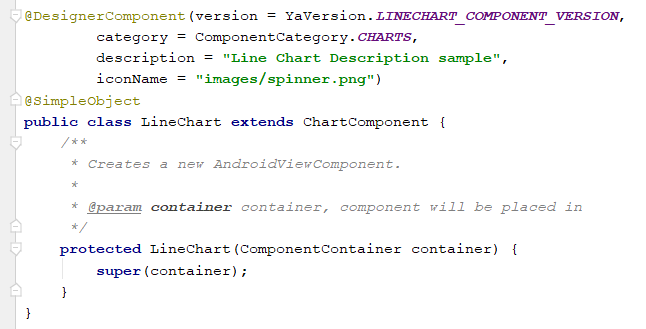 @DesignerComponent(version = YaVersion.LINECHART_COMPONENT_VERSION,
        category = ComponentCategory.CHARTS,
        description = "Line Chart Description sample",
        iconName = "images/spinner.png")
@SimpleObject
public class LineChart extends ChartComponent {
    /**
     * Creates a new AndroidViewComponent.
     *
     * @param container container, component will be placed in
     */
    protected LineChart(ComponentContainer container) {
        super(container);
    }
}